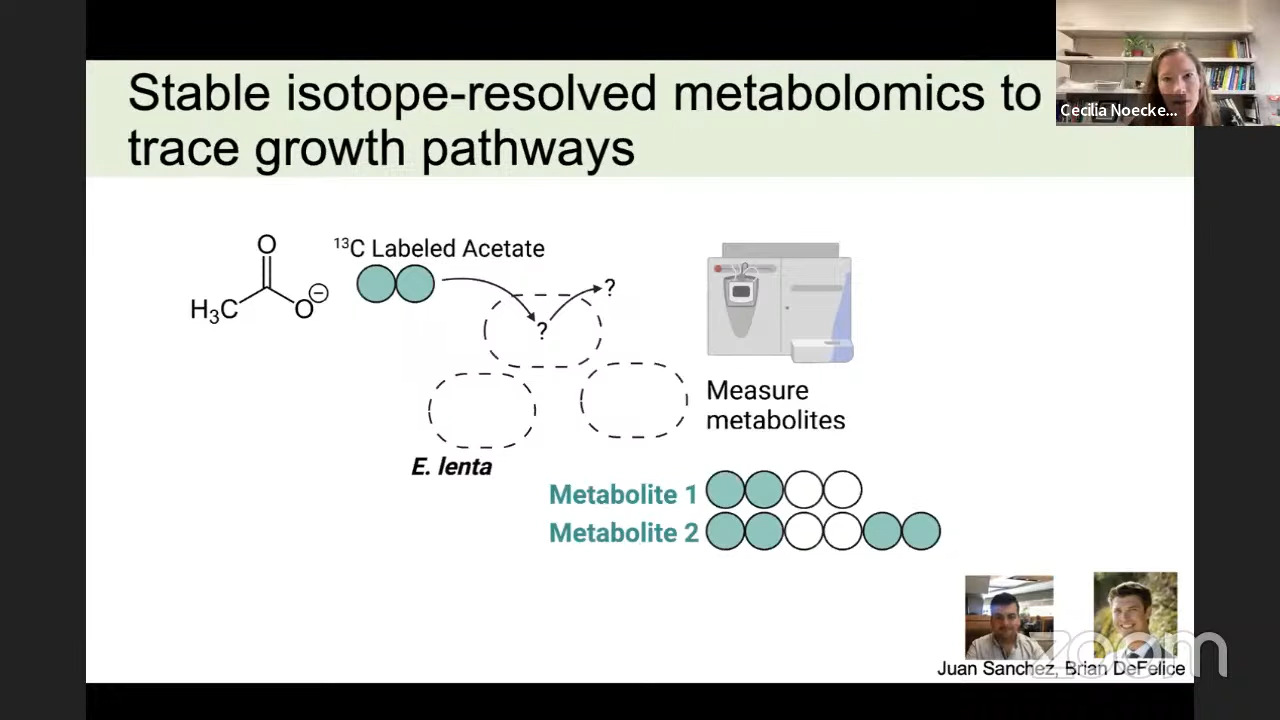 Stable isotope-resolved metabolomics to
trace growth pathways
Cecilia Noecke...
O
H₃C
O
¹³C Labeled Acetate
?
?
Measure
metabolites
E. lenta
Metabolite 1
Metabolite 2
zoom
Juan Sanchez, Brian DeFelice